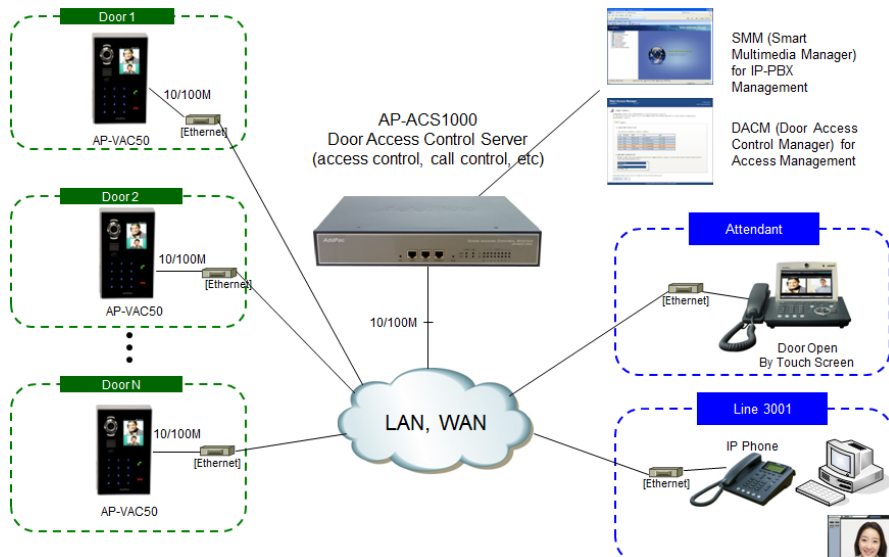 Door 1
10/100M
[Ethernet]
AP-VAC50
Door 2
10/100M
[Ethernet]
AP-VAC50
Door N
10/100M
[Ethernet]
AP-VAC50
AP-ACS1000
Door Access Control Server
(access control, call control, etc)
AddPac
10/100M
LAN, WAN
SMM (Smart
Multimedia Manager)
for IP-PBX
Management
DACM (Door Access
Control Manager) for
Access Management
Attendant
[Ethernet]
Door Open
By Touch Screen
Line 3001
IP Phone
[Ethernet]